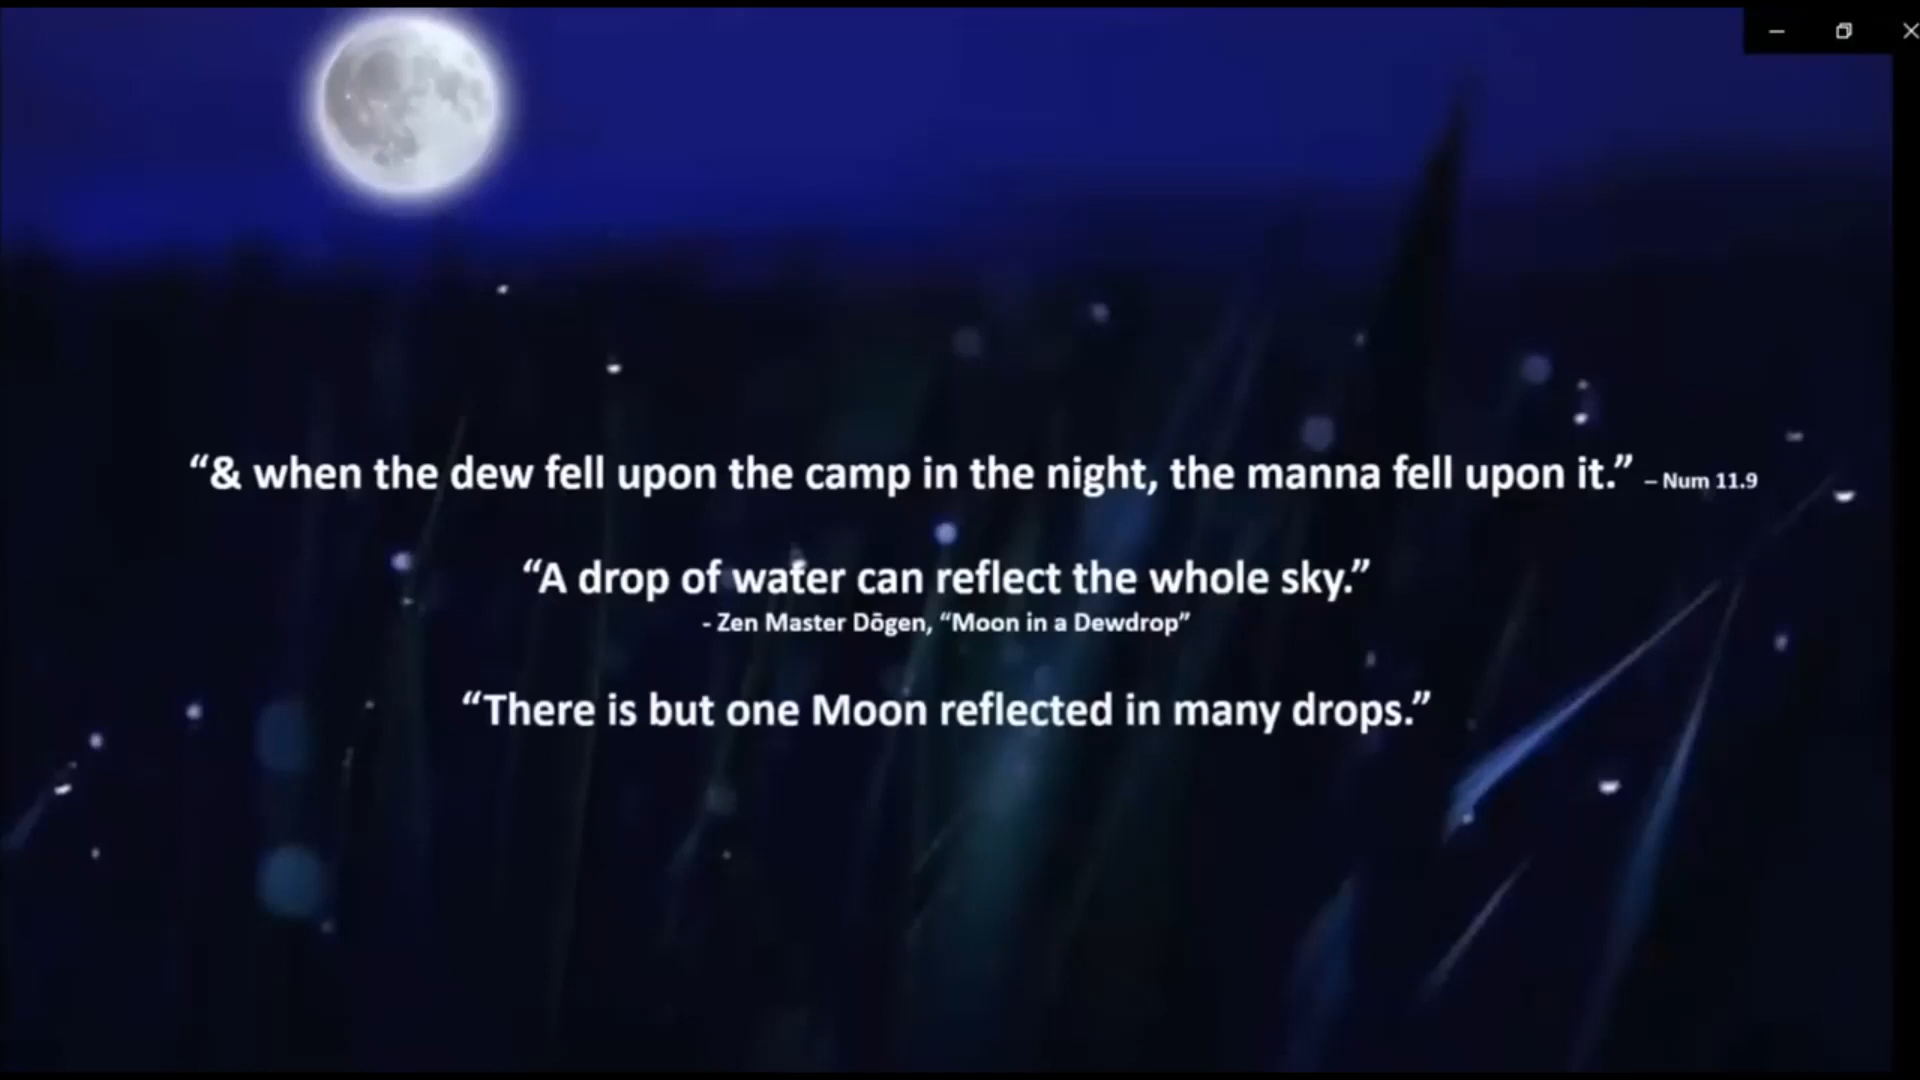 “& when the dew fell upon the camp in the night, the manna fell upon it.” – Num 11.9
“A drop of water can reflect the whole sky.”
- Zen Master Dōgen, “Moon in a Dewdrop”
“There is but one Moon reflected in many drops.”